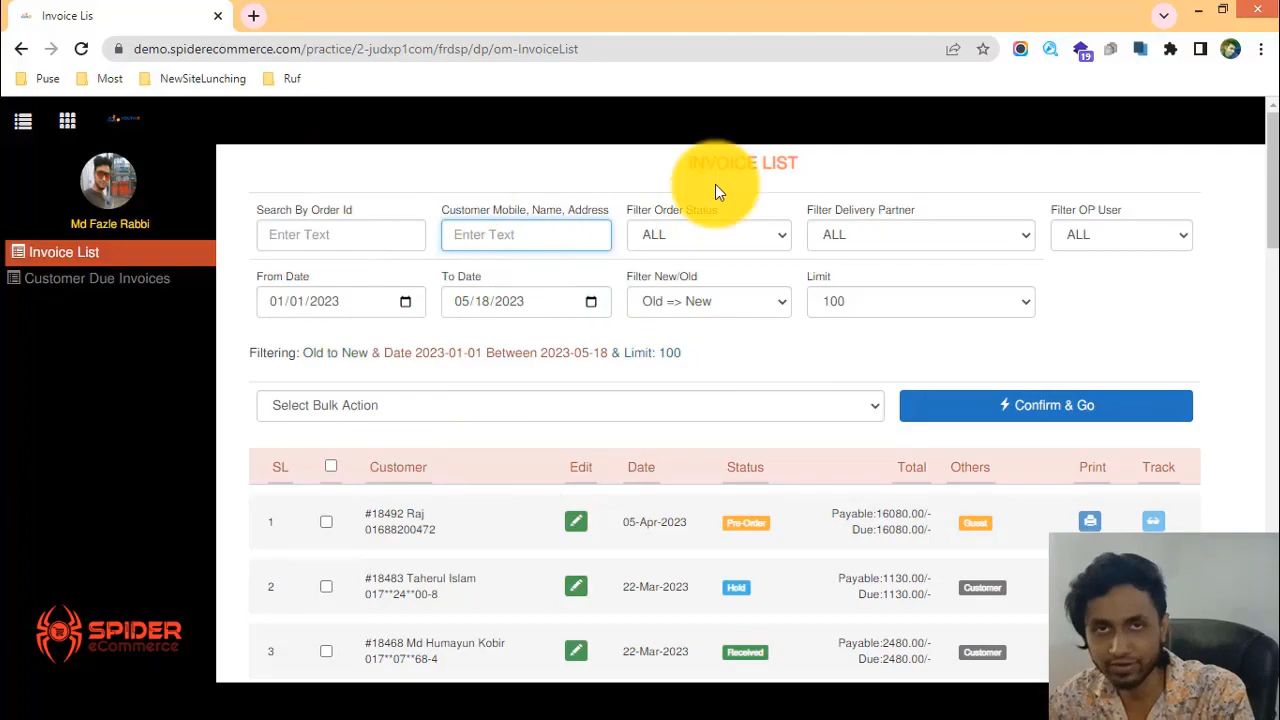 Invoice Lis
demo.spiderecommerce.com/practice/2-judxp1com/frdsp/dp/om-InvoiceList
19
Puse Most NewSiteLunching Ruf
INVOICE LIST
Md Fazle Rabbi
Invoice List
Customer Due Invoices
Search By Order Id Customer Mobile, Name, Address Filter Order Status Filter Delivery Partner Filter OP User
Enter Text Enter Text ALL ALL ALL
From Date To Date Filter New/Old Limit
01/01/2023 05/18/2023 Old => New 100
Filtering: Old to New & Date 2023-01-01 Between 2023-05-18 & Limit: 100
Select Bulk Action Confirm & Go
SL Customer Edit Date Status Total Others Print Track
#18492 Raj Payable:16080.00/-
1 05-Apr-2023 Pre-Order Guest
01688200472 Due:16080.00/-
#18483 Taherul Islam Payable:1130.00/-
2 22-Mar-2023 Hold Customer
017**24**00-8 Due:1130.00/-
#18468 Md Humayun Kobir Payable:2480.00/-
3 22-Mar-2023 Received Customer
017**07**68-4 Due:2480.00/-
SPIDER
eCommerce